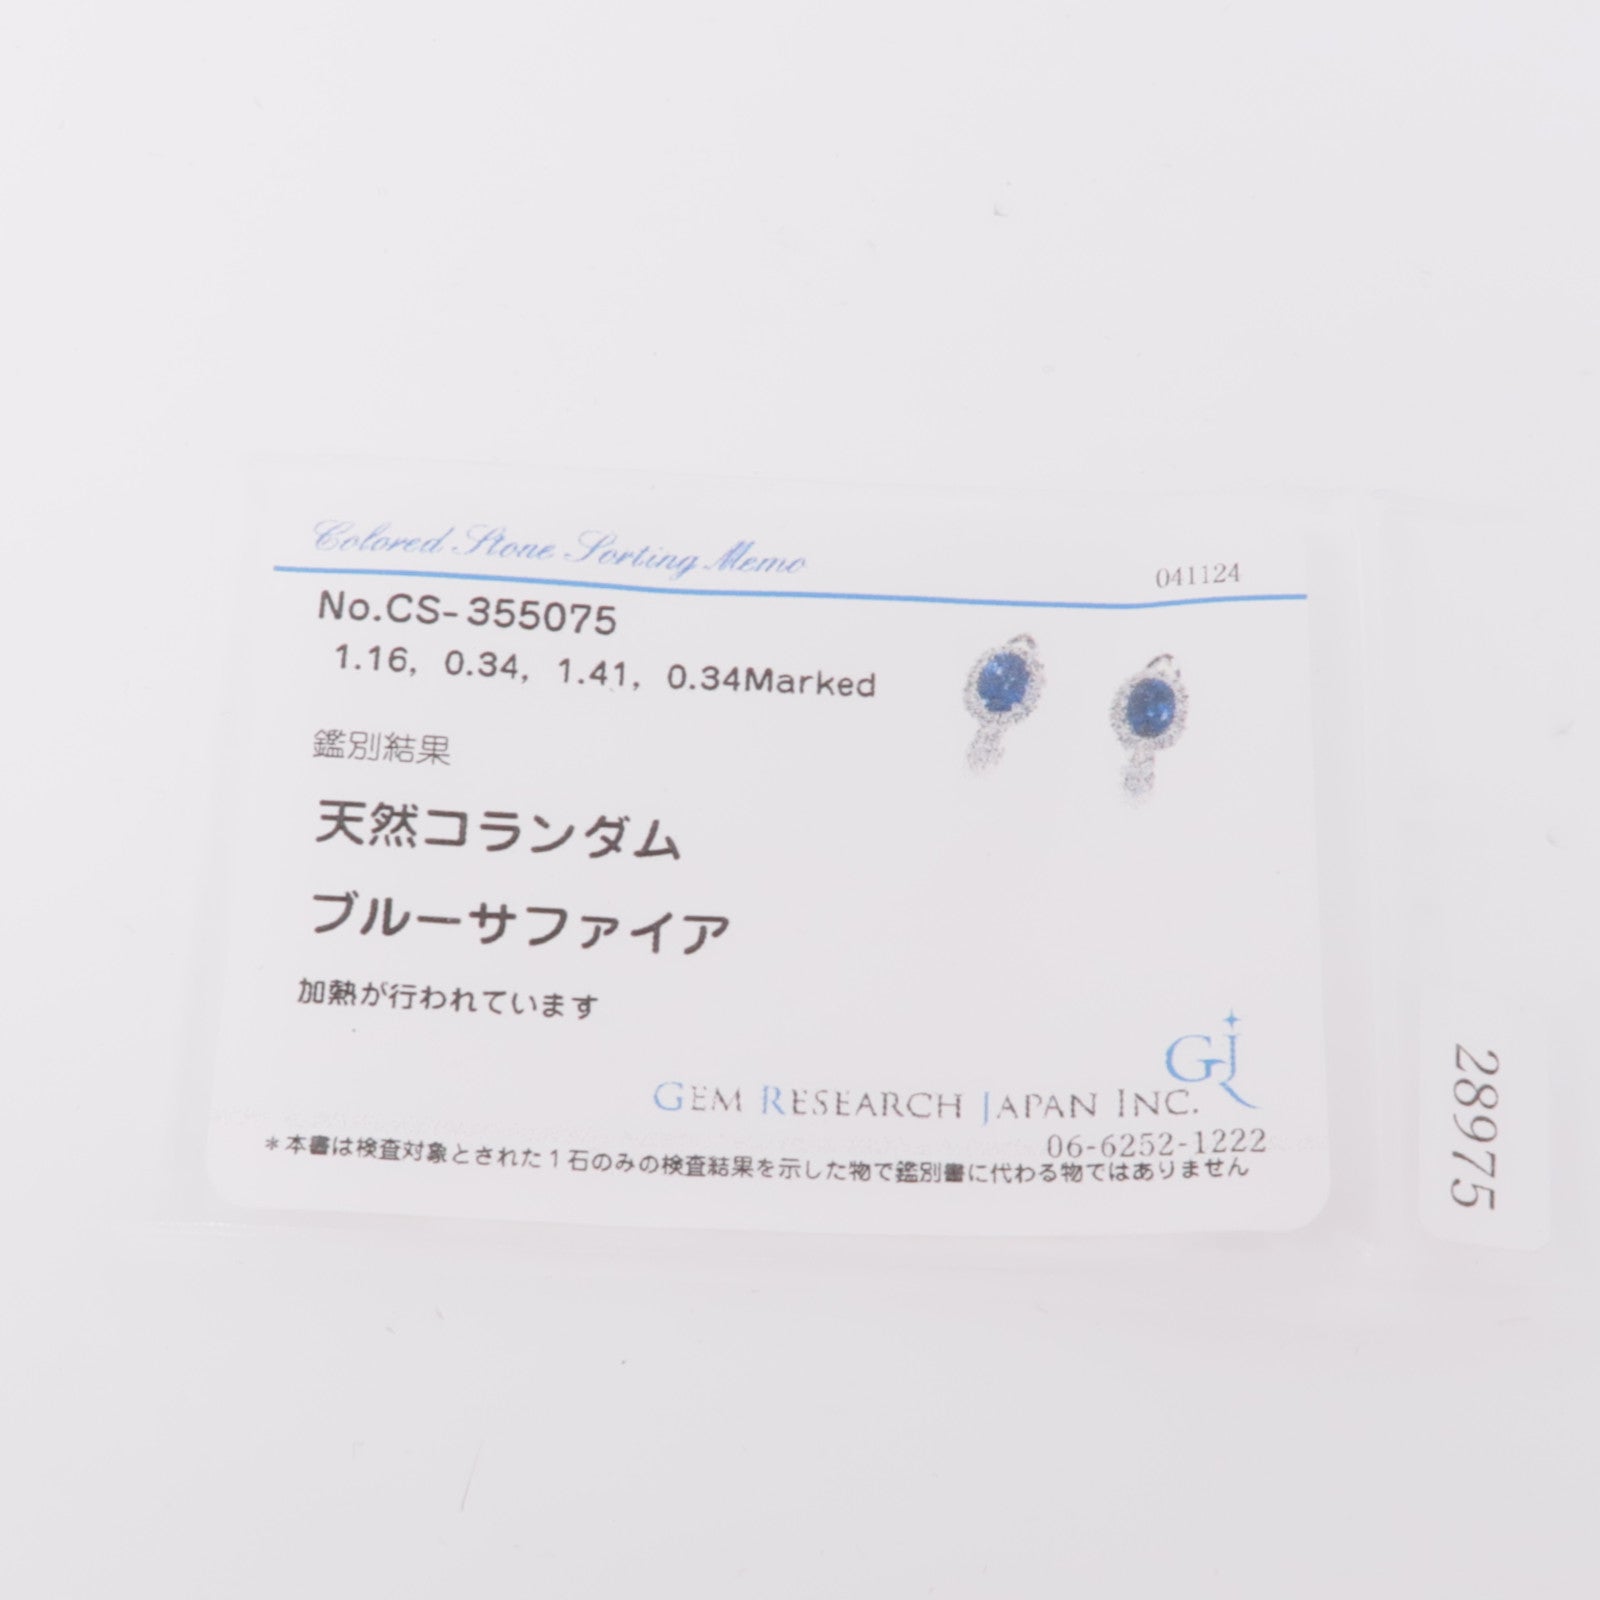 Colored Stone Sorting Memo
041124
No.CS-355075
1.16, 0.34, 1.41, 0.34Marked
鑑別結果
天然コランダム
ブルーサファイア
加熱が行われています
GJ
GEM RESEARCH JAPAN INC.
06-6252-1222
*本書は検査対象とされた1石のみの検査結果を示した物で鑑別書に代わる物ではありません
28975